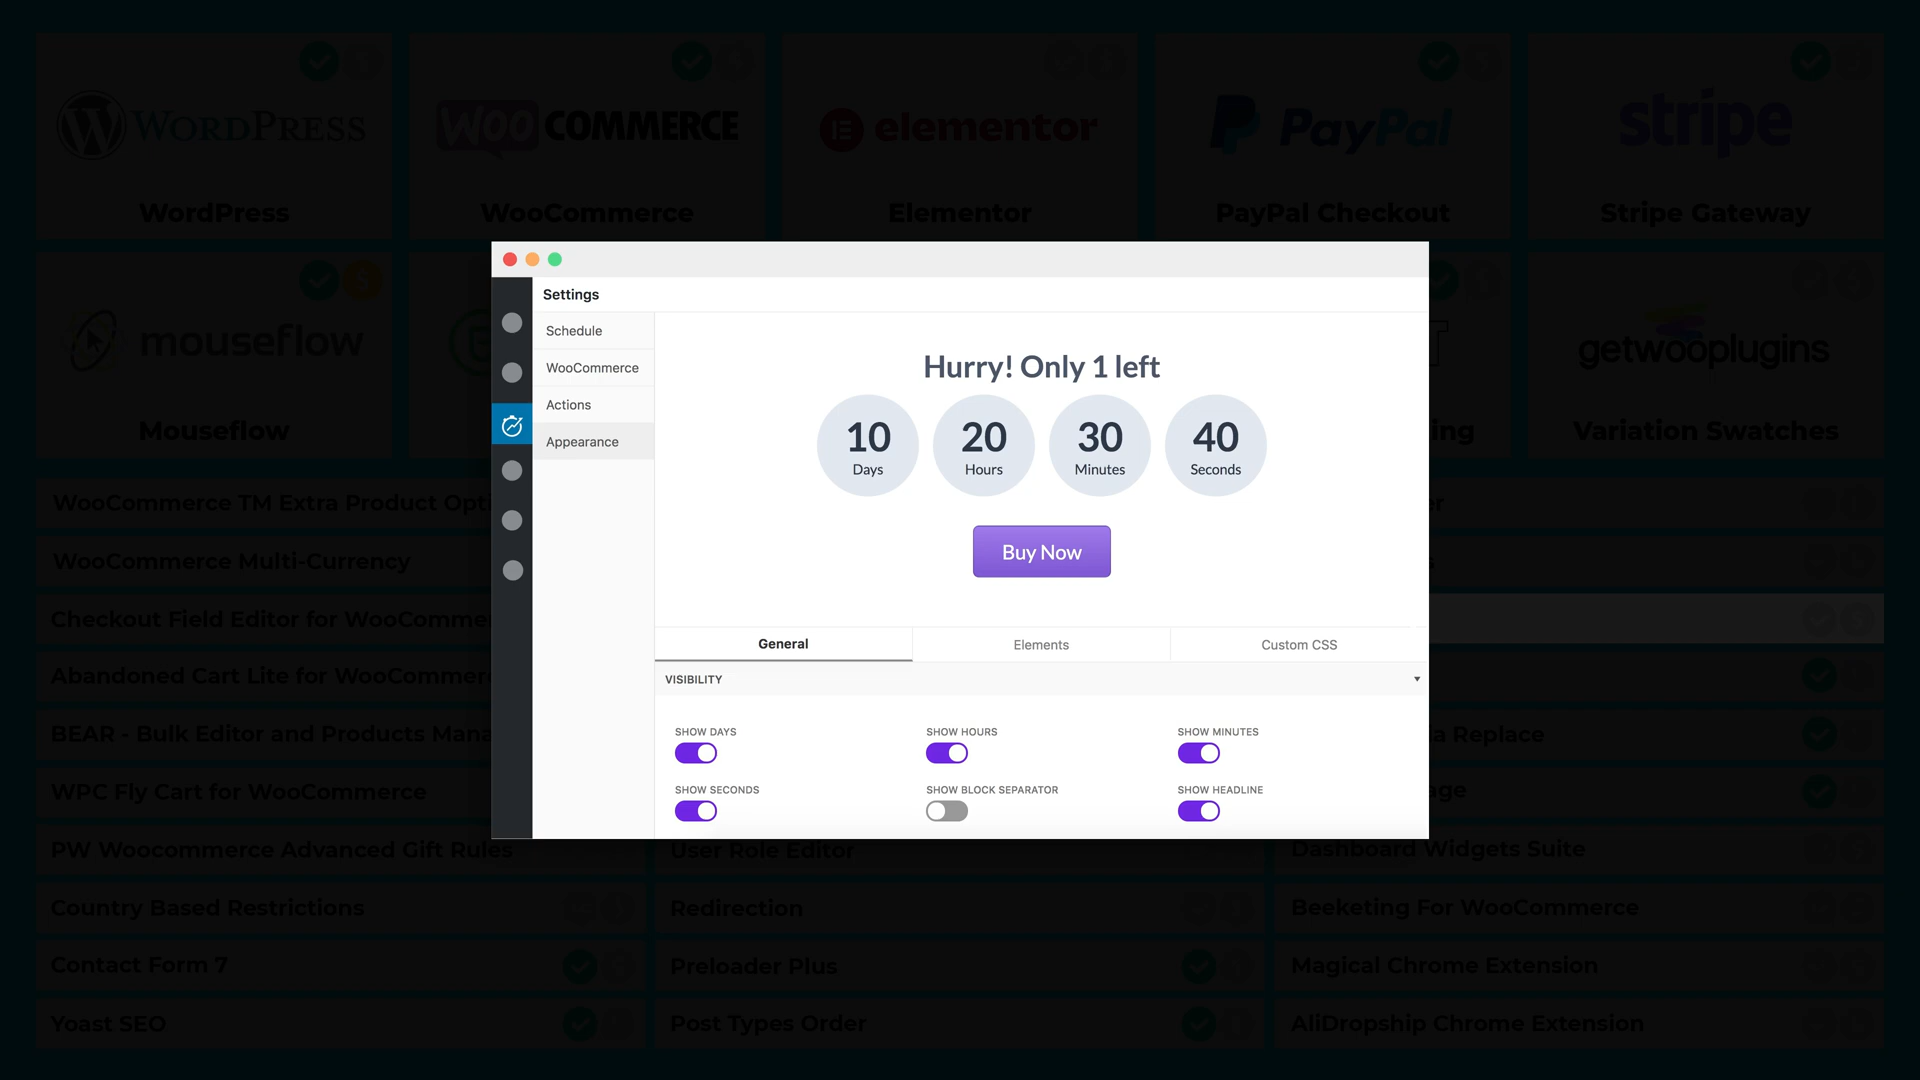 WORDPRESS
WOO COMMERCE
elementor
PayPal
stripe
WordPress
WooCommerce
Elementor
PayPal Checkout
Stripe Gateway
mouseflow
getwooplugins
Mouseflow
ing
Variation Swatches
Settings
Schedule
WooCommerce
Actions
Appearance
Hurry! Only 1 left
10 20 30 40
Days Hours Minutes Seconds
Buy Now
General Elements Custom CSS
VISIBILITY
SHOW DAYS SHOW HOURS SHOW MINUTES
SHOW SECONDS SHOW BLOCK SEPARATOR SHOW HEADLINE
WooCommerce TM Extra Product Opti
WooCommerce Multi-Currency
Checkout Field Editor for WooComme
Abandoned Cart Lite for WooCommer
BEAR - Bulk Editor and Products Mana
a Replace
WPC Fly Cart for WooCommerce
age
PW Woocommerce Advanced Gift Rules
User Role Editor
Dashboard Widgets Suite
Country Based Restrictions
Redirection
Beeketing For WooCommerce
Contact Form 7
Preloader Plus
Magical Chrome Extension
Yoast SEO
Post Types Order
AliDropship Chrome Extension